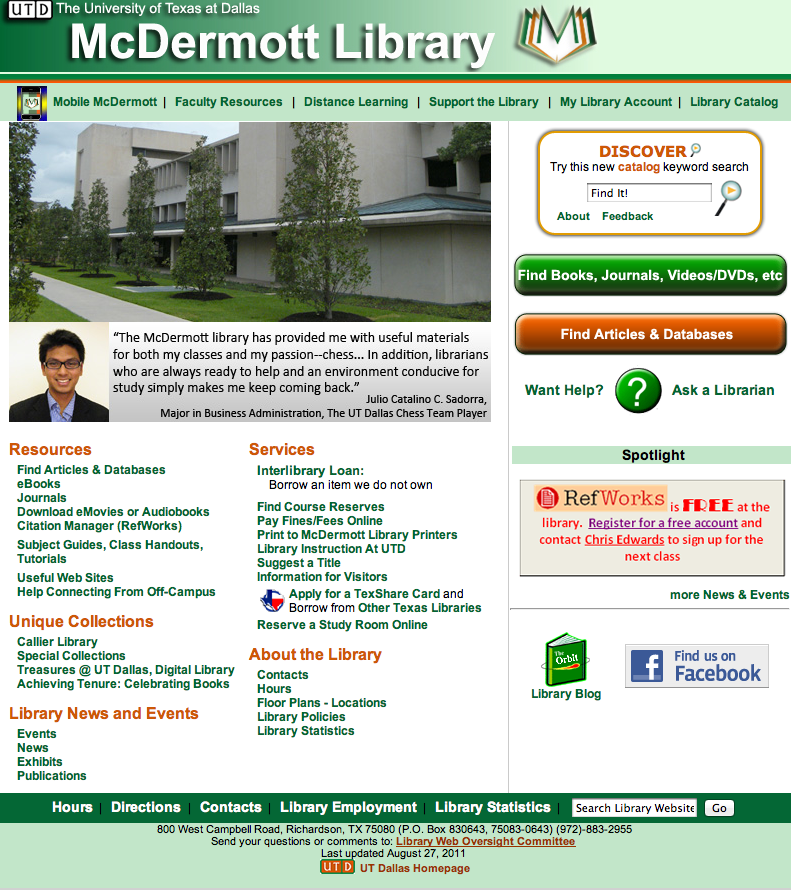 UTD The University of Texas at Dallas
McDermott Library
Mobile McDermott | Faculty Resources | Distance Learning | Support the Library | My Library Account | Library Catalog
DISCOVER
Try this new catalog keyword search
Find It!
About Feedback
Find Books, Journals, Videos/DVDs, etc
Find Articles & Databases
Want Help? ? Ask a Librarian
“The McDermott library has provided me with useful materials
for both my classes and my passion--chess... In addition, librarians
who are always ready to help and an environment conducive for
study simply makes me keep coming back.”
Julio Catalino C. Sadorra,
Major in Business Administration, The UT Dallas Chess Team Player
Resources
Find Articles & Databases
eBooks
Journals
Download eMovies or Audiobooks
Citation Manager (RefWorks)
Subject Guides, Class Handouts,
Tutorials
Useful Web Sites
Help Connecting From Off-Campus
Unique Collections
Callier Library
Special Collections
Treasures @ UT Dallas, Digital Library
Achieving Tenure: Celebrating Books
Library News and Events
Events
News
Exhibits
Publications
Services
Interlibrary Loan:
Borrow an item we do not own
Find Course Reserves
Pay Fines/Fees Online
Print to McDermott Library Printers
Library Instruction At UTD
Suggest a Title
Information for Visitors
Apply for a TexShare Card and
Borrow from Other Texas Libraries
Reserve a Study Room Online
About the Library
Contacts
Hours
Floor Plans - Locations
Library Policies
Library Statistics
Spotlight
RefWorks is FREE at the
library. Register for a free account and
contact Chris Edwards to sign up for the
next class
more News & Events
The Orbit
Library Blog
f Find us on
Facebook
Hours | Directions | Contacts | Library Employment | Library Statistics | Search Library Website Go
800 West Campbell Road, Richardson, TX 75080 (P.O. Box 830643, 75083-0643) (972)-883-2955
Send your questions or comments to: Library Web Oversight Committee
Last updated August 27, 2011
UTD UT Dallas Homepage